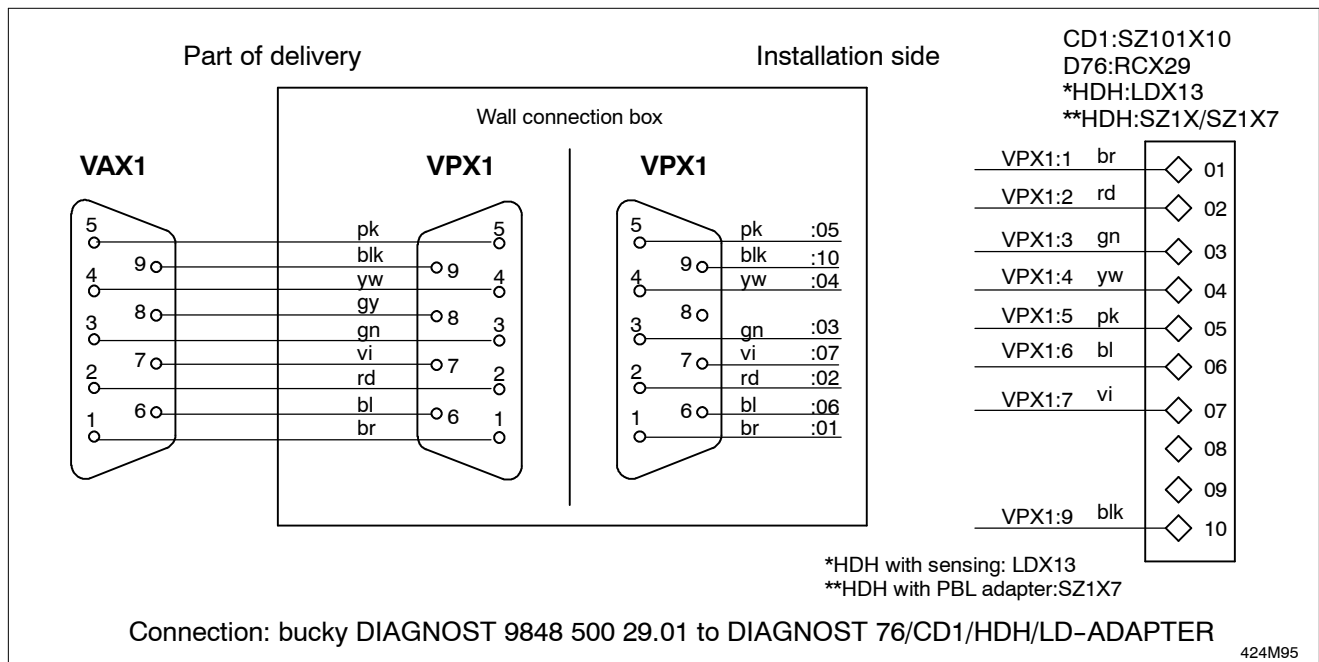 Part of delivery
Installation side
CD1:SZ101X10
D76:RCX29
*HDH:LDX13
**HDH:SZ1X/SZ1X7
Wall connection box
VAX1
VPX1
VPX1
5 pk 5
9 blk 9
4 yw 4
8 gy 8
3 gn 3
7 vi 7
2 rd 2
6 bl 6
1 br 1
5 pk :05
9 blk :10
4 yw :04
8
3 gn :03
7 vi :07
2 rd :02
6 bl :06
1 br :01
VPX1:1 br 01
VPX1:2 rd 02
VPX1:3 gn 03
VPX1:4 yw 04
VPX1:5 pk 05
VPX1:6 bl 06
VPX1:7 vi 07
08
09
VPX1:9 blk 10
*HDH with sensing: LDX13
**HDH with PBL adapter:SZ1X7
Connection: bucky DIAGNOST 9848 500 29.01 to DIAGNOST 76/CD1/HDH/LD-ADAPTER
424M95